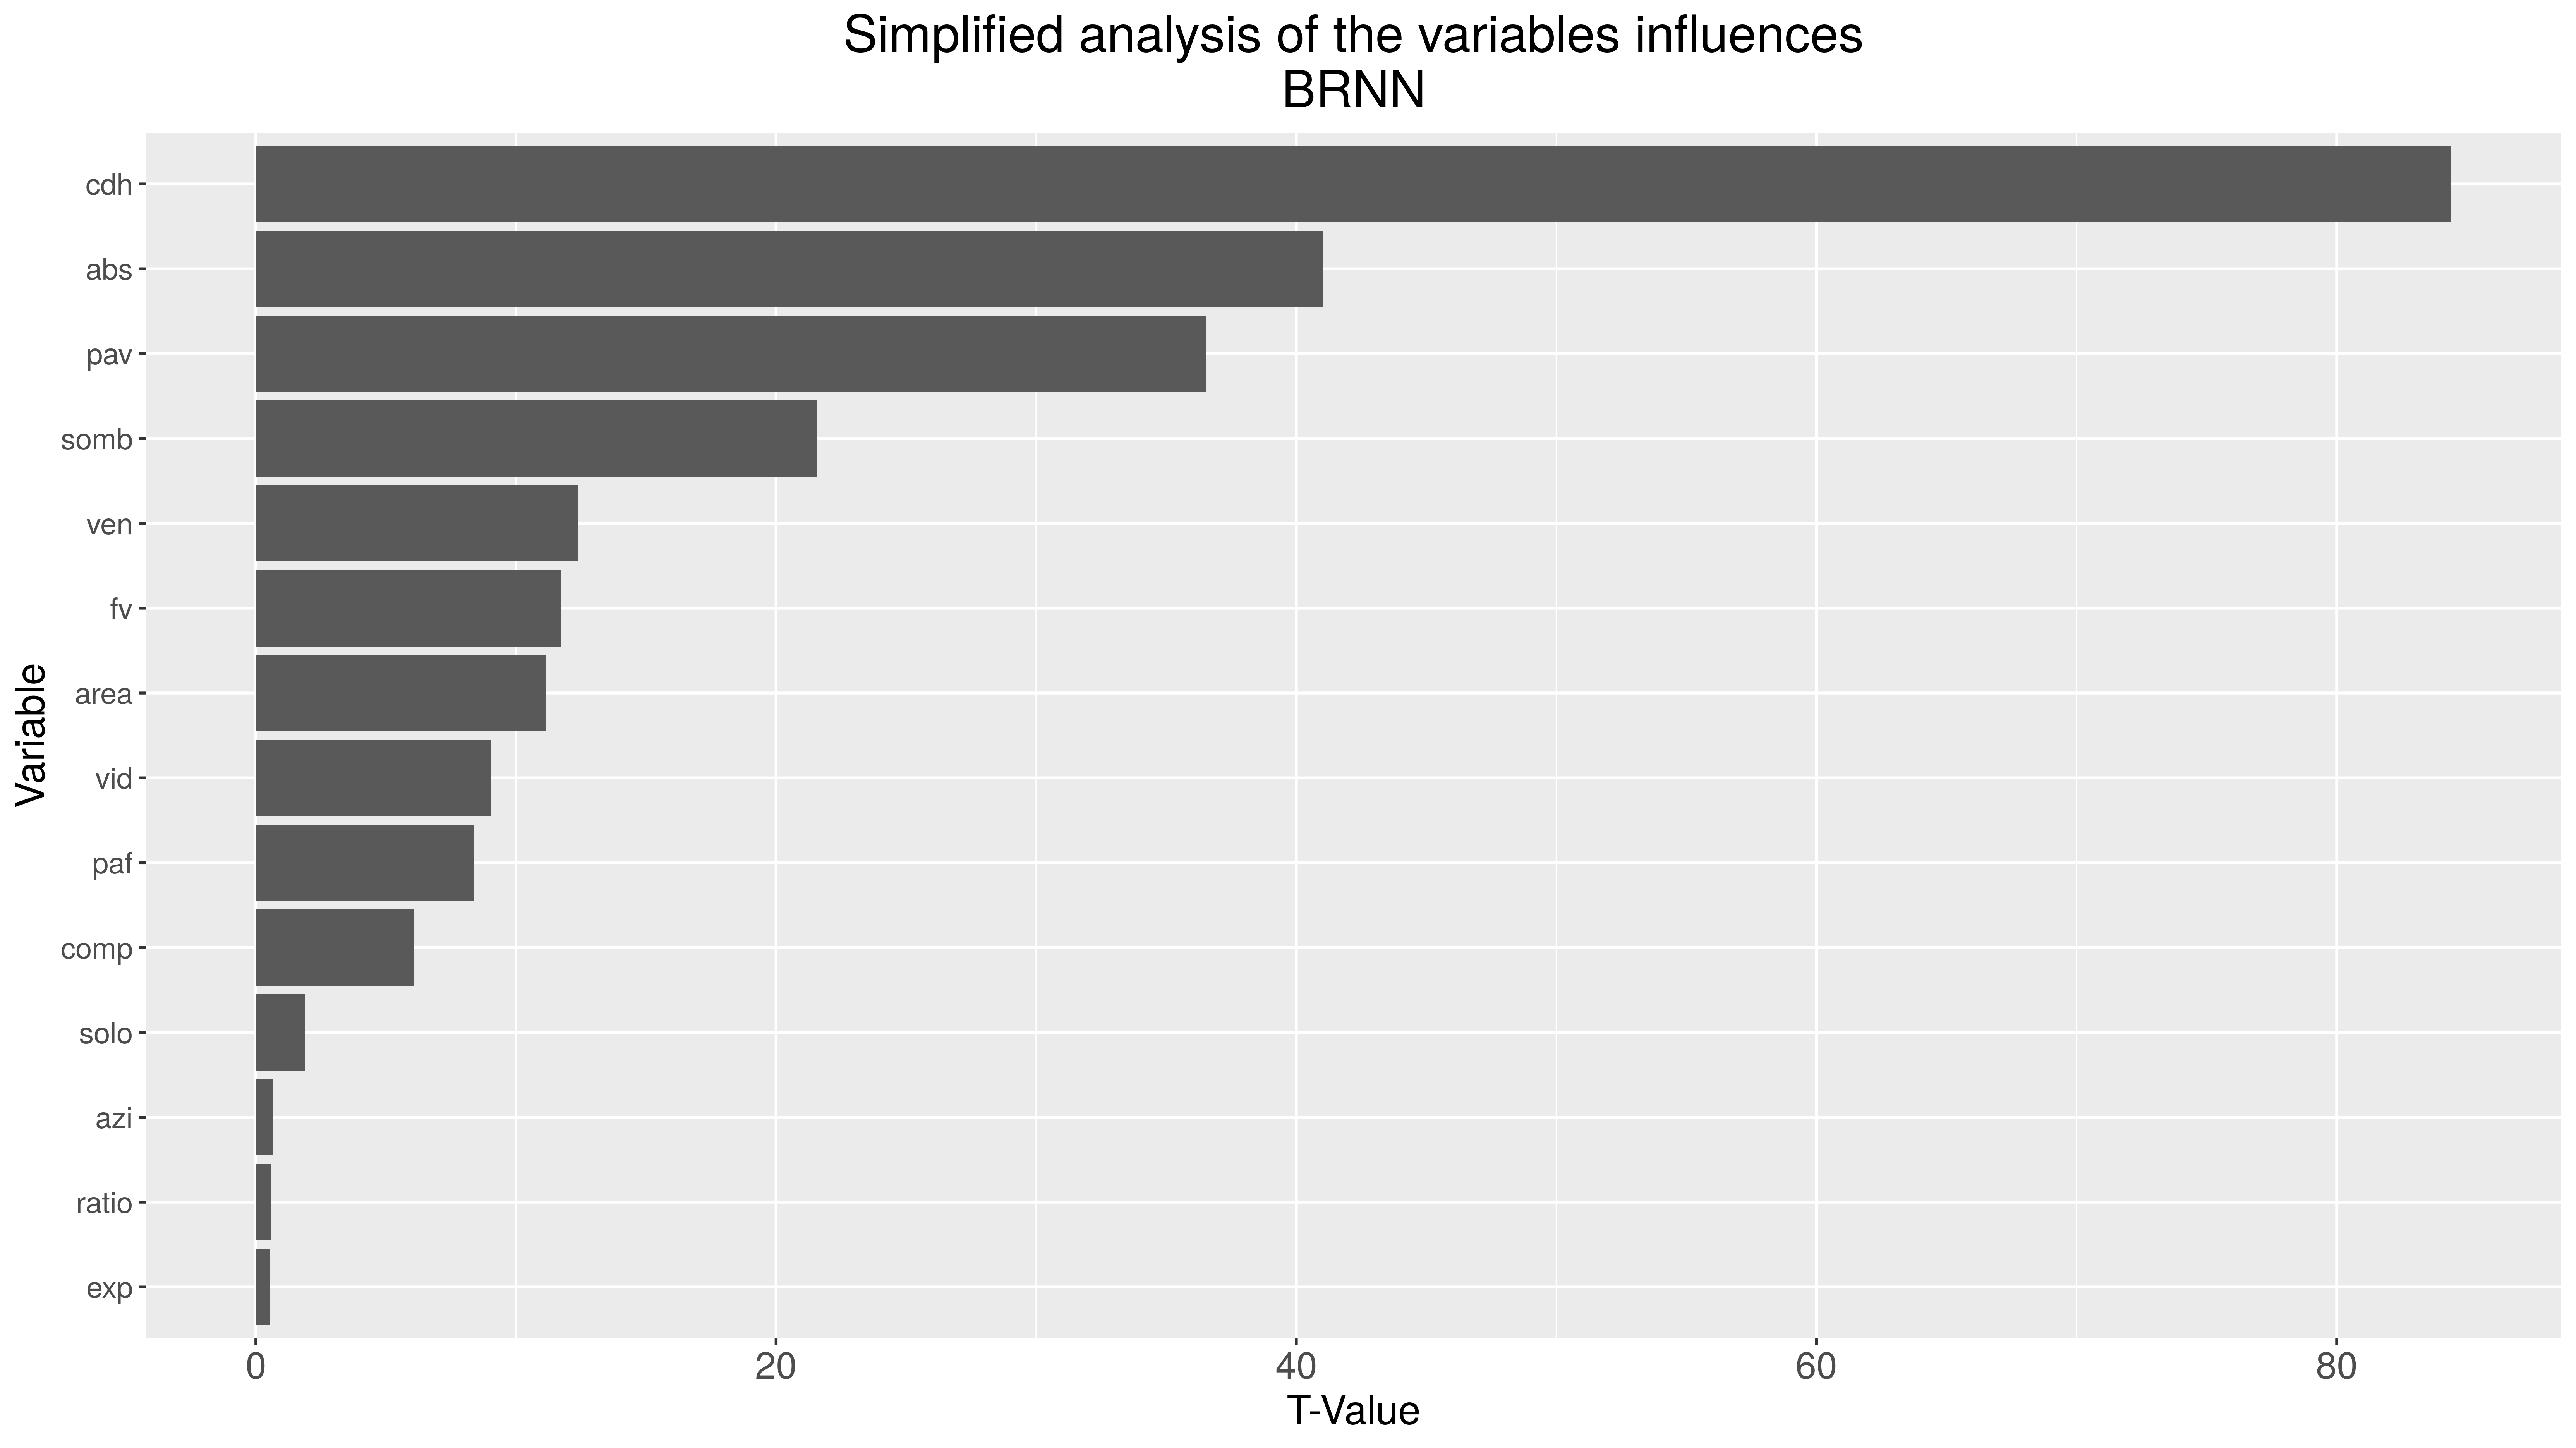 Simplified analysis of the variables influences
BRNN
Variable
cdh
abs
pav
somb
ven
fv
area
vid
paf
comp
solo
azi
ratio
exp
0 20 40 60 80
T-Value